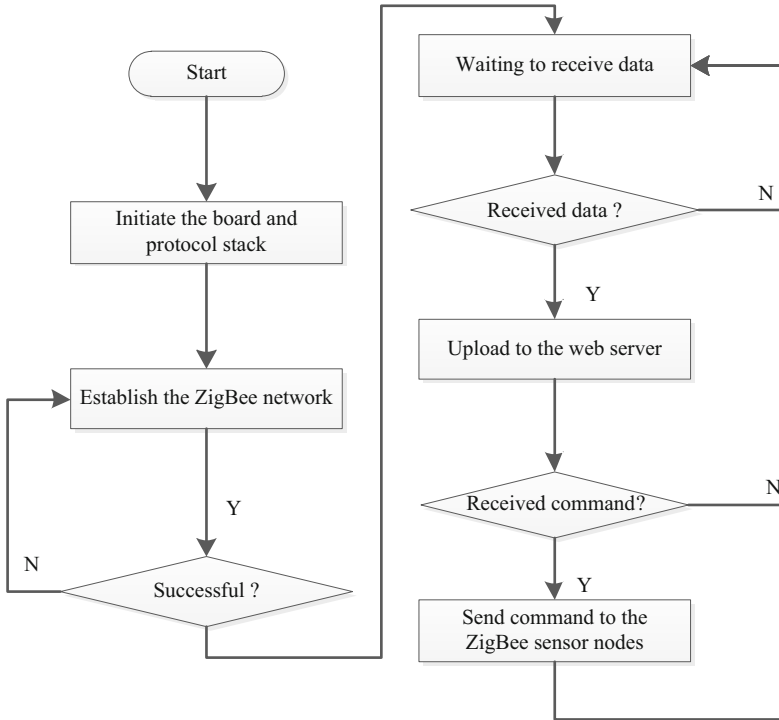 Start
Initiate the board and
protocol stack
Establish the ZigBee network
Y
N
Successful ?
Waiting to receive data
Received data ?
N
Y
Upload to the web server
Received command?
N
Y
Send command to the
ZigBee sensor nodes